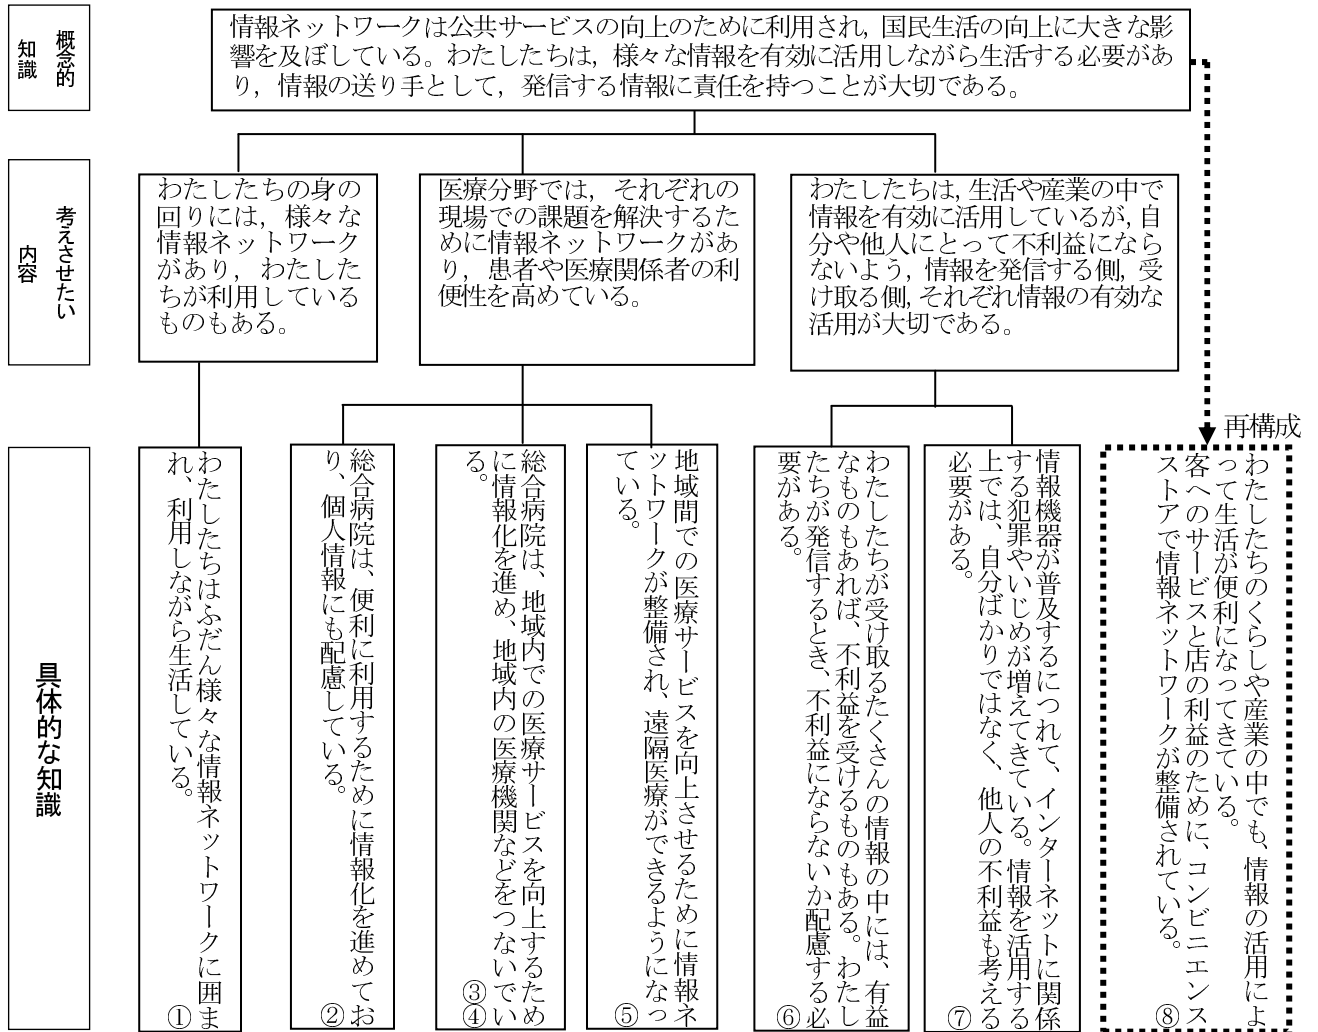 概念的
知識
情報ネットワークは公共サービスの向上のために利用され，国民生活の向上に大きな影
響を及ぼしている。わたしたちは，様々な情報を有効に活用しながら生活する必要があ
り，情報の送り手として，発信する情報に責任を持つことが大切である。
考えさせたい
内容
わたしたちの身の
回りには，様々な
情報ネットワーク
があり，わたした
ちが利用している
ものもある。
医療分野では，それぞれの
現場での課題を解決するた
めに情報ネットワークがあ
り，患者や医療関係者の利
便性を高めている。
わたしたちは，生活や産業の中で
情報を有効に活用しているが，自
分や他人にとって不利益になら
ないよう，情報を発信する側，受
け取る側，それぞれ情報の有効な
活用が大切である。
再構成
具体的な知識
わたしたちはふだん様々な情報ネットワークに囲ま
れ、利用しながら生活している。
①
総合病院は、便利に利用するために情報化を進めてお
り、個人情報にも配慮している。
②
総合病院は、地域内での医療サービスを向上するため
に情報化を進め、地域内の医療機関などをつないでい
る。
③④
地域間での医療サービスを向上させるために情報ネ
ットワークが整備され、遠隔医療ができるようになっ
ている。
⑤
わたしたちが受け取るたくさんの情報の中には、有益
なものもあれば、不利益を受けるものもある。わたし
たちが発信するとき、不利益にならないか配慮する必
要がある。
⑥
情報機器が普及するにつれて、インターネットに関係
する犯罪やいじめが増えてきている。情報を活用する
上では、自分ばかりではなく、他人の不利益も考える
必要がある。
⑦
わたしたちのくらしや産業の中でも、情報の活用によ
って生活が便利になってきている。
客へのサービスと店の利益のために、コンビニエンス
ストアで情報ネットワークが整備されている。
⑧